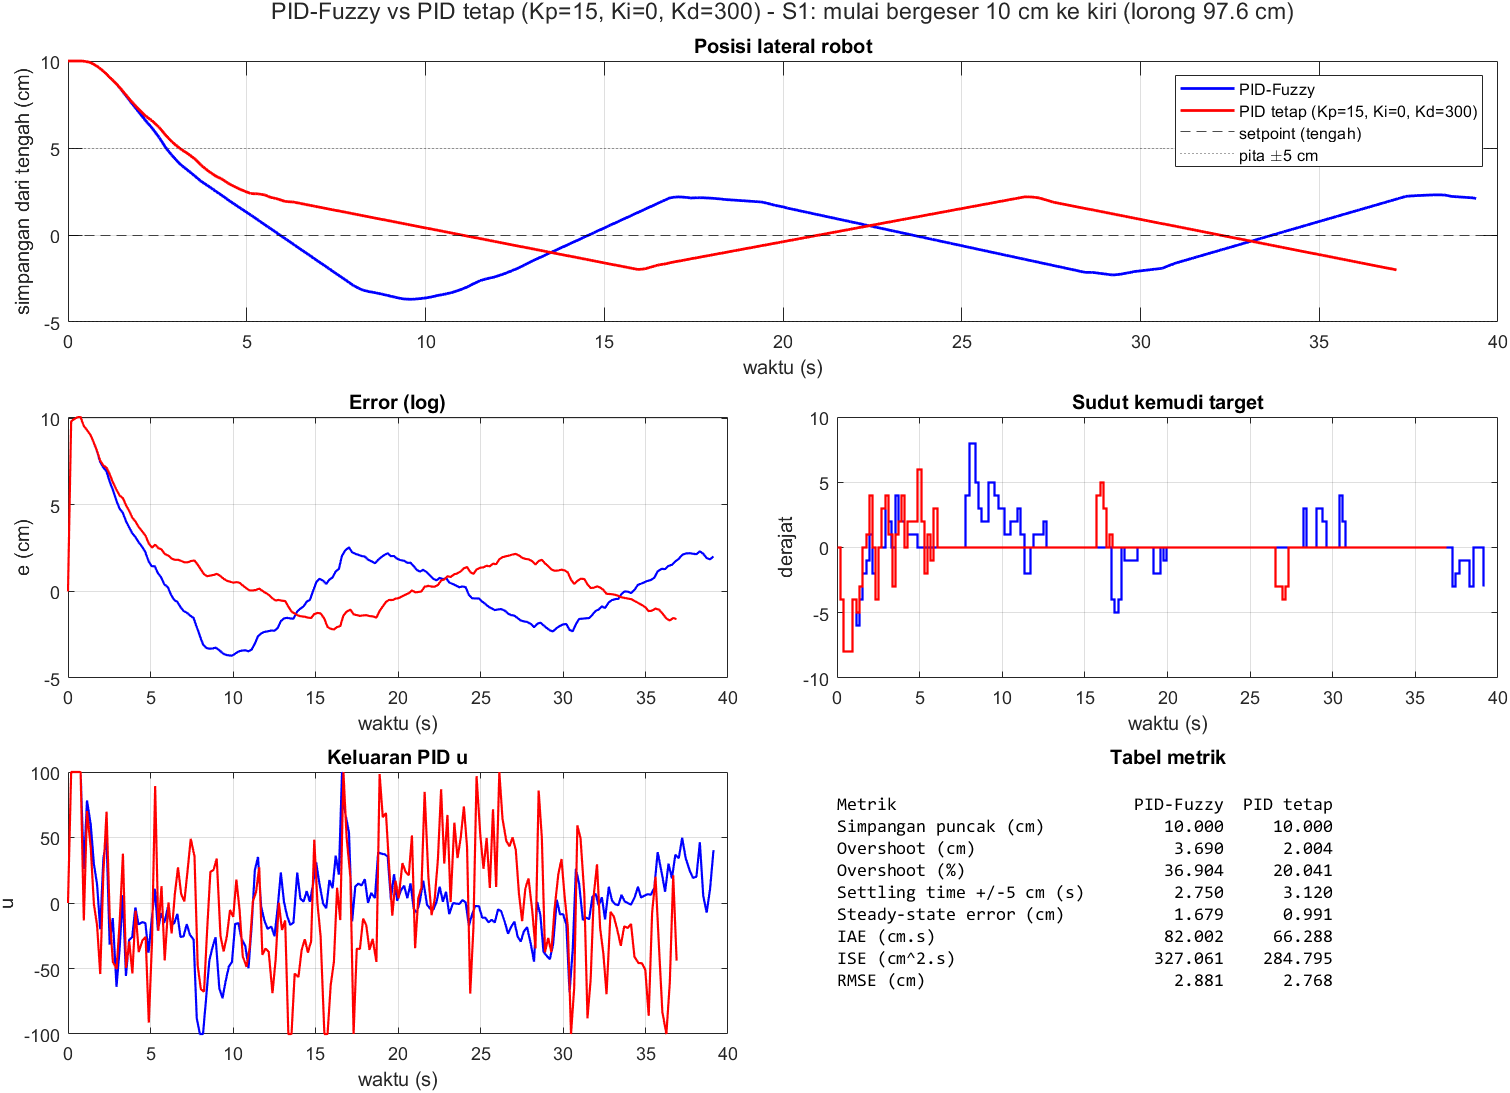 PID-Fuzzy vs PID tetap (Kp=15, Ki=0, Kd=300) - S1: mulai bergeser 10 cm ke kiri (lorong 97.6 cm)
Posisi lateral robot
simpangan dari tengah (cm)
10
5
0
-5
0 5 10 15 20 25 30 35 40
waktu (s)
PID-Fuzzy
PID tetap (Kp=15, Ki=0, Kd=300)
setpoint (tengah)
pita ±5 cm
Error (log)
e (cm)
10
5
0
-5
0 5 10 15 20 25 30 35 40
waktu (s)
Sudut kemudi target
derajat
10
5
0
-5
-10
0 5 10 15 20 25 30 35 40
waktu (s)
Keluaran PID u
u
100
50
0
-50
-100
0 5 10 15 20 25 30 35 40
waktu (s)
Tabel metrik
Metrik PID-Fuzzy PID tetap
Simpangan puncak (cm) 10.000 10.000
Overshoot (cm) 3.690 2.004
Overshoot (%) 36.904 20.041
Settling time +/-5 cm (s) 2.750 3.120
Steady-state error (cm) 1.679 0.991
IAE (cm.s) 82.002 66.288
ISE (cm^2.s) 327.061 284.795
RMSE (cm) 2.881 2.768